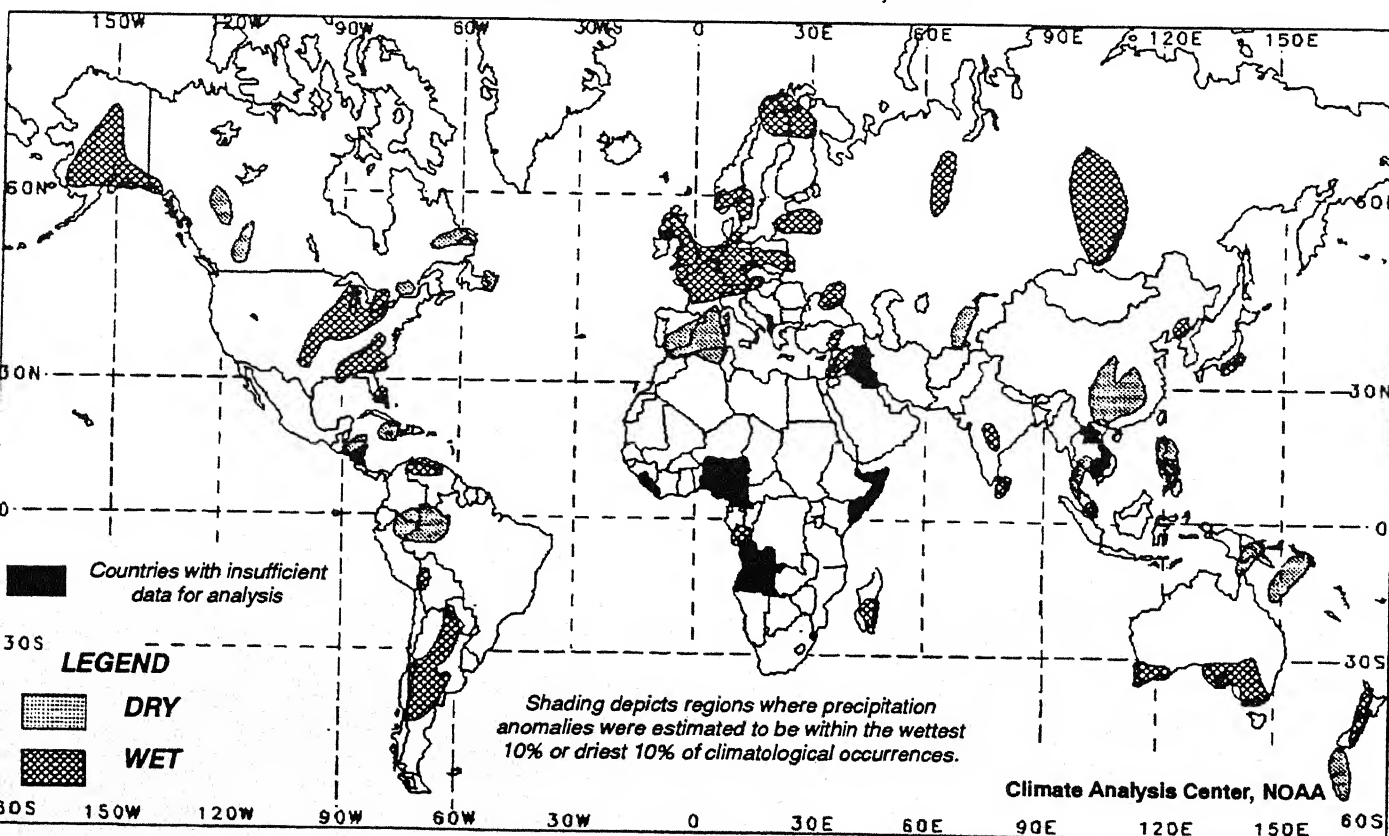 150W 120W 90W 60W 30W S 0 30E 60E 90E 120E 150E
60N 60
30N 30N
0 0
Countries with insufficient
data for analysis
30S 30S
LEGEND
DRY
WET
Shading depicts regions where precipitation
anomalies were estimated to be within the wettest
10% or driest 10% of climatological occurrences.
Climate Analysis Center, NOAA
60S 150W 120W 90W 60W 30W 0 30E 60E 90E 120E 150E 60S